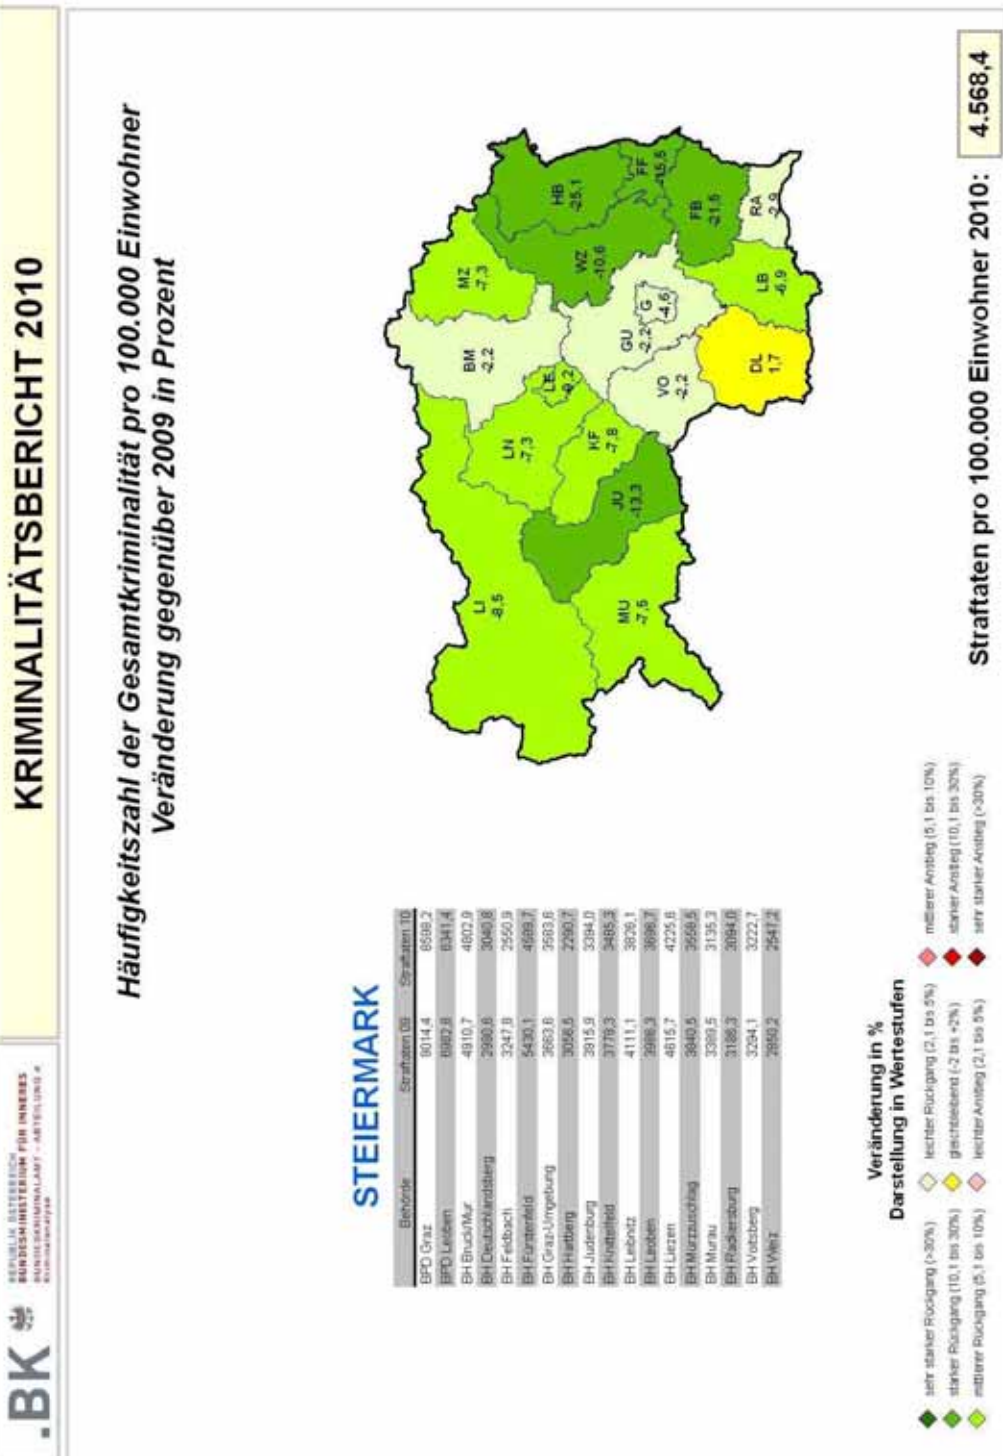 .BK
REPUBLIK ÖSTERREICH
BUNDESMINISTERIUM FÜR INNERES
BUNDESKRIMINALAMT - ABTEILUNG 4
Kriminalanalyse
KRIMINALITÄTSBERICHT 2010
Häufigkeitszahl der Gesamtkriminalität pro 100.000 Einwohner
Veränderung gegenüber 2009 in Prozent
STEIERMARK
Behörde Straftaten 09 Straftaten 10
BPD Graz 9014,4 8598,2
BPD Leoben 6982,8 6341,4
BH Bruck/Mur 4910,7 4802,9
BH Deutschlandsberg 2990,6 3040,8
BH Feldbach 3247,8 2550,9
BH Fürstenfeld 5430,1 4589,7
BH Graz-Umgebung 3663,6 3583,6
BH Hartberg 3056,5 2290,7
BH Judenburg 3915,9 3394,0
BH Knittelfeld 3778,3 3485,3
BH Leibnitz 4111,1 3828,1
BH Leoben 3986,3 3696,7
BH Liezen 4615,7 4225,6
BH Mürzzuschlag 3840,5 3558,5
BH Murau 3389,5 3135,3
BH Radkersburg 3186,3 3094,0
BH Voitsberg 3294,1 3222,7
BH Weiz 2850,2 2547,2
LI
-8,5
BM
-2,2
MZ
-7,3
HB
-25,1
LN
-7,3
LE
-9,2
WZ
-10,6
FF
-15,5
KF
-7,8
GU
-2,2
G
-4,6
FB
-21,5
JU
-13,3
VO
-2,2
MU
-7,5
DL
1,7
LB
-6,9
RA
-2,9
Veränderung in %
Darstellung in Wertestufen
sehr starker Rückgang (>30%)
starker Rückgang (10,1 bis 30%)
mittlerer Rückgang (5,1 bis 10%)
leichter Rückgang (2,1 bis 5%)
gleichbleibend (-2 bis +2%)
leichter Anstieg (2,1 bis 5%)
mittlerer Anstieg (5,1 bis 10%)
starker Anstieg (10,1 bis 30%)
sehr starker Anstieg (>30%)
Straftaten pro 100.000 Einwohner 2010: 4.568,4